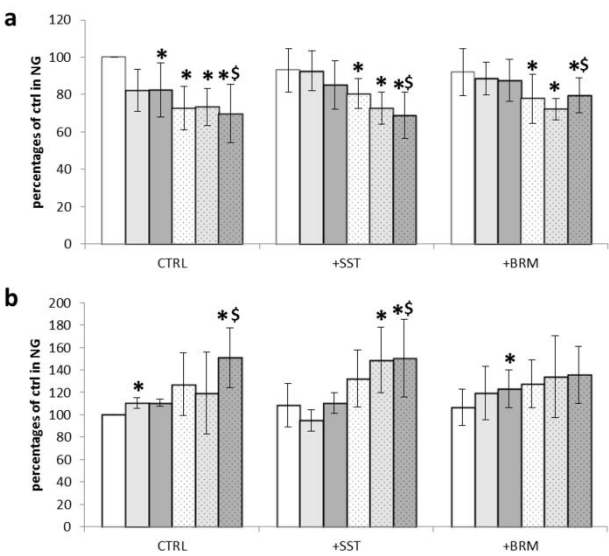 a
percentages of ctrl in NG
120
100
80
60
40
20
0
* * * *$ * * *$ * * *$
CTRL +SST +BRM
b
percentages of ctrl in NG
200
180
160
140
120
100
80
60
40
20
0
* *$ * *$ *
CTRL +SST +BRM